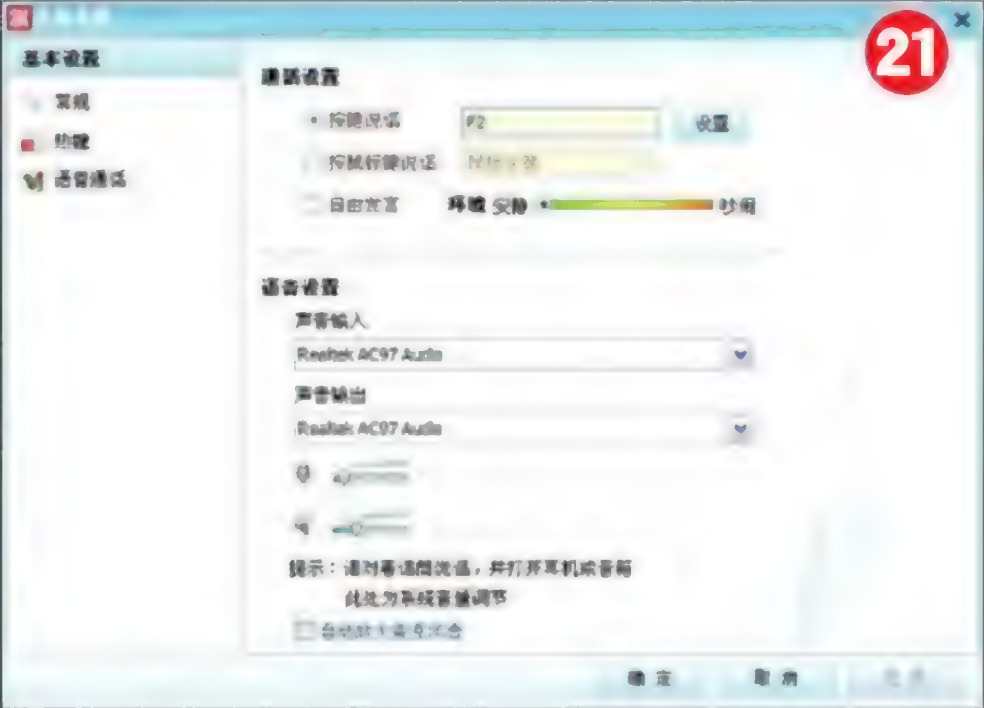 21
基本设置
常规
热键
语音通话
通话设置
按键说话 F2 设置
按鼠标键说话
自由发言 环境 安静 吵闹
语音设置
声音输入
Realtek AC97 Audio
声音输出
Realtek AC97 Audio
提示：请对着话筒说话，并打开耳机或音箱
此处为系统音量调节
确定 取消